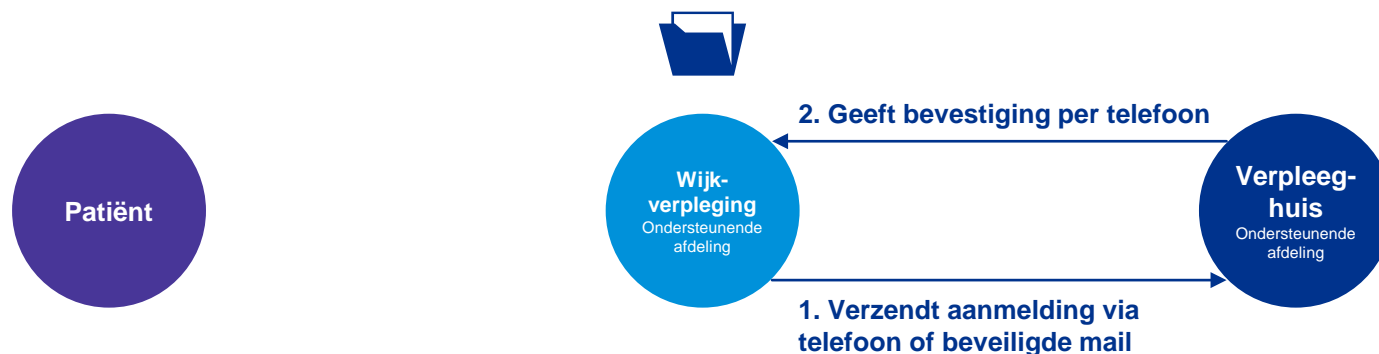 2. Geeft bevestiging per telefoon
Patiënt
Wijk-
verpleging
Ondersteunende
afdeling
Verpleeg-
huis
Ondersteunende
afdeling
1. Verzendt aanmelding via
telefoon of beveiligde mail